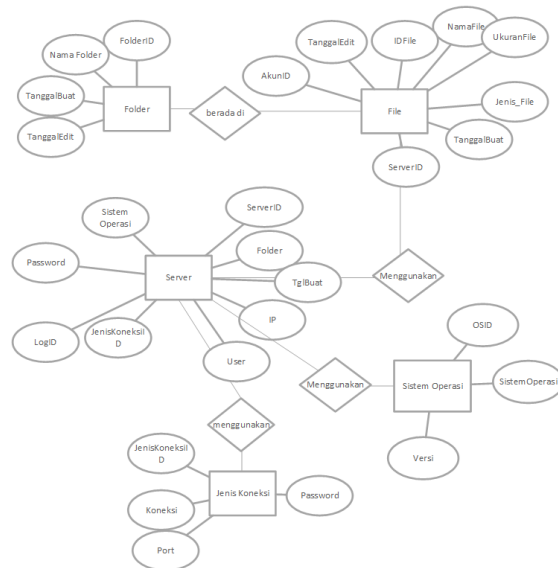 FolderID
Nama Folder
TanggalBuat
TanggalEdit
Folder
berada di
AkunID
TanggalEdit
IDFile
NamaFile
UkuranFile
File
Jenis_File
TanggalBuat
ServerID
Menggunakan
Sistem
Operasi
ServerID
Password
Folder
Server
TglBuat
LogID
JenisKoneksiI
D
IP
User
Menggunakan
OSID
Sistem Operasi
SistemOperasi
Versi
menggunakan
JenisKoneksiI
D
Koneksi
Jenis Koneksi
Password
Port